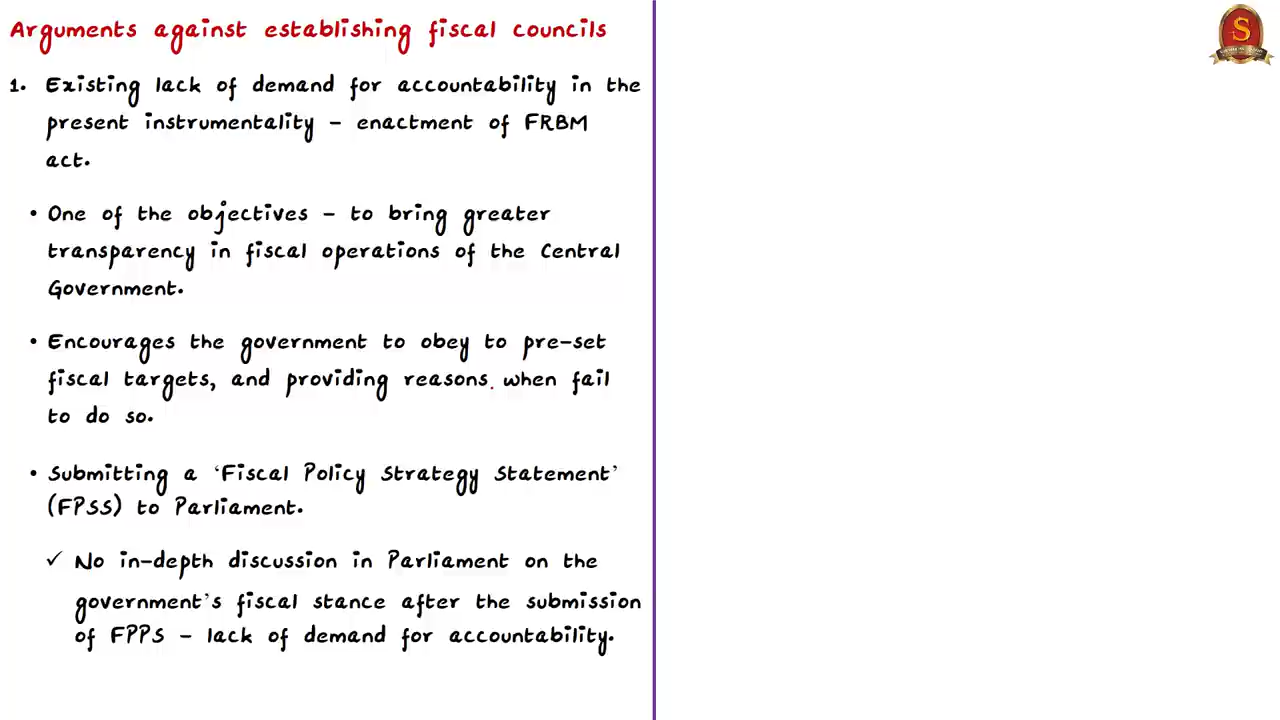 Arguments against establishing fiscal councils
1. Existing lack of demand for accountability in the
present instrumentality – enactment of FRBM
act.
• One of the objectives – to bring greater
transparency in fiscal operations of the Central
Government.
• Encourages the government to obey to pre-set
fiscal targets, and providing reasons when fail
to do so.
• Submitting a ‘Fiscal Policy Strategy Statement’
(FPSS) to Parliament.
✓ No in-depth discussion in Parliament on the
government's fiscal stance after the submission
of FPPS – lack of demand for accountability.
S